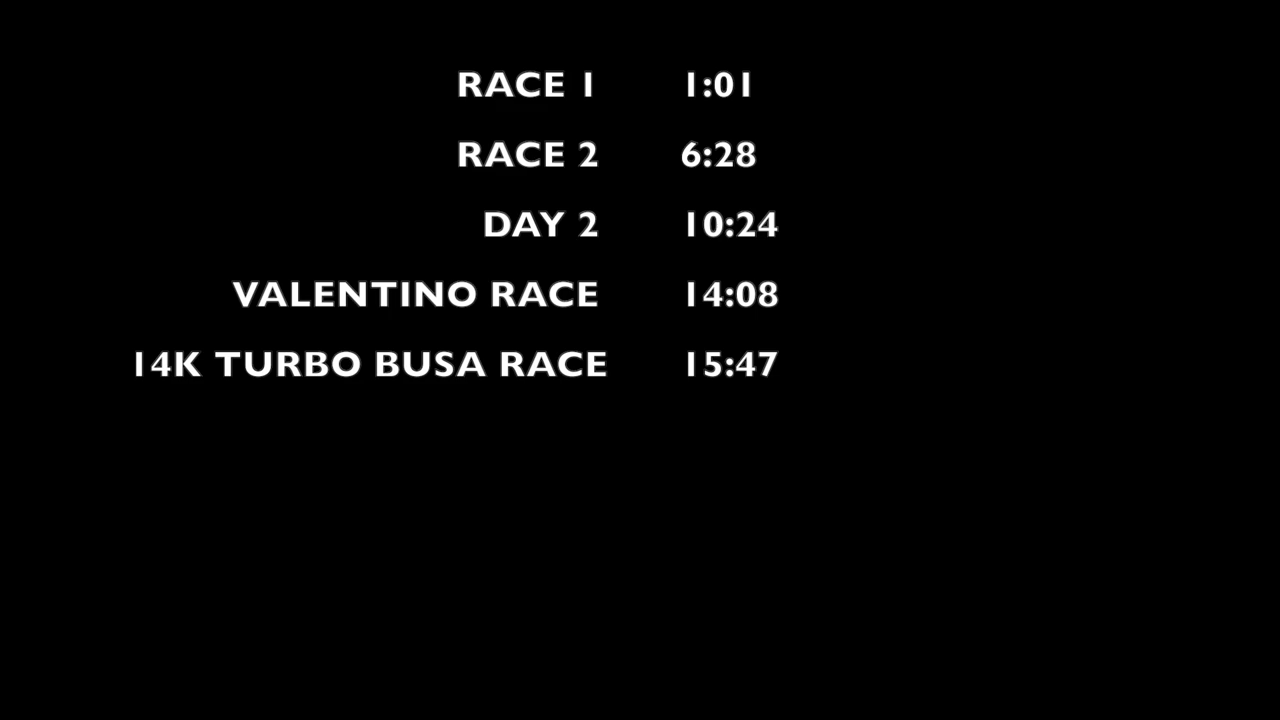 RACE 1 1:01
RACE 2 6:28
DAY 2 10:24
VALENTINO RACE 14:08
14K TURBO BUSA RACE 15:47